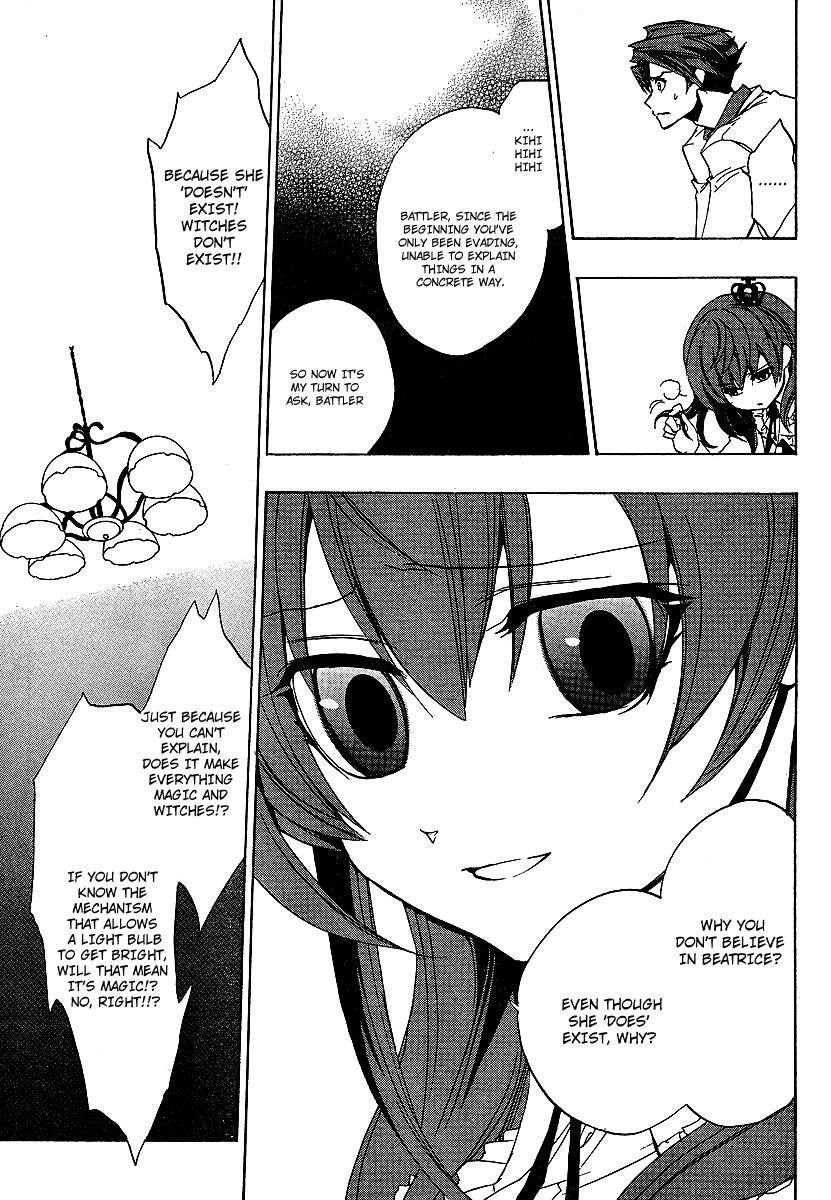 ......
...
KIHI
HIHI
HIHI
BATTLER, SINCE THE
BEGINNING YOU'VE
ONLY BEEN EVADING,
UNABLE TO EXPLAIN
THINGS IN A
CONCRETE WAY.
SO NOW IT'S
MY TURN TO
ASK, BATTLER
WHY YOU
DON'T BELIEVE
IN BEATRICE?
EVEN THOUGH
SHE 'DOES'
EXIST, WHY?
BECAUSE SHE
'DOESN'T'
EXIST!
WITCHES
DON'T
EXIST!!
JUST BECAUSE
YOU CAN'T
EXPLAIN,
DOES IT MAKE
EVERYTHING
MAGIC AND
WITCHES!?
IF YOU DON'T
KNOW THE
MECHANISM
THAT ALLOWS
A LIGHT BULB
TO GET BRIGHT,
WILL THAT MEAN
IT'S MAGIC!?
NO, RIGHT!!?